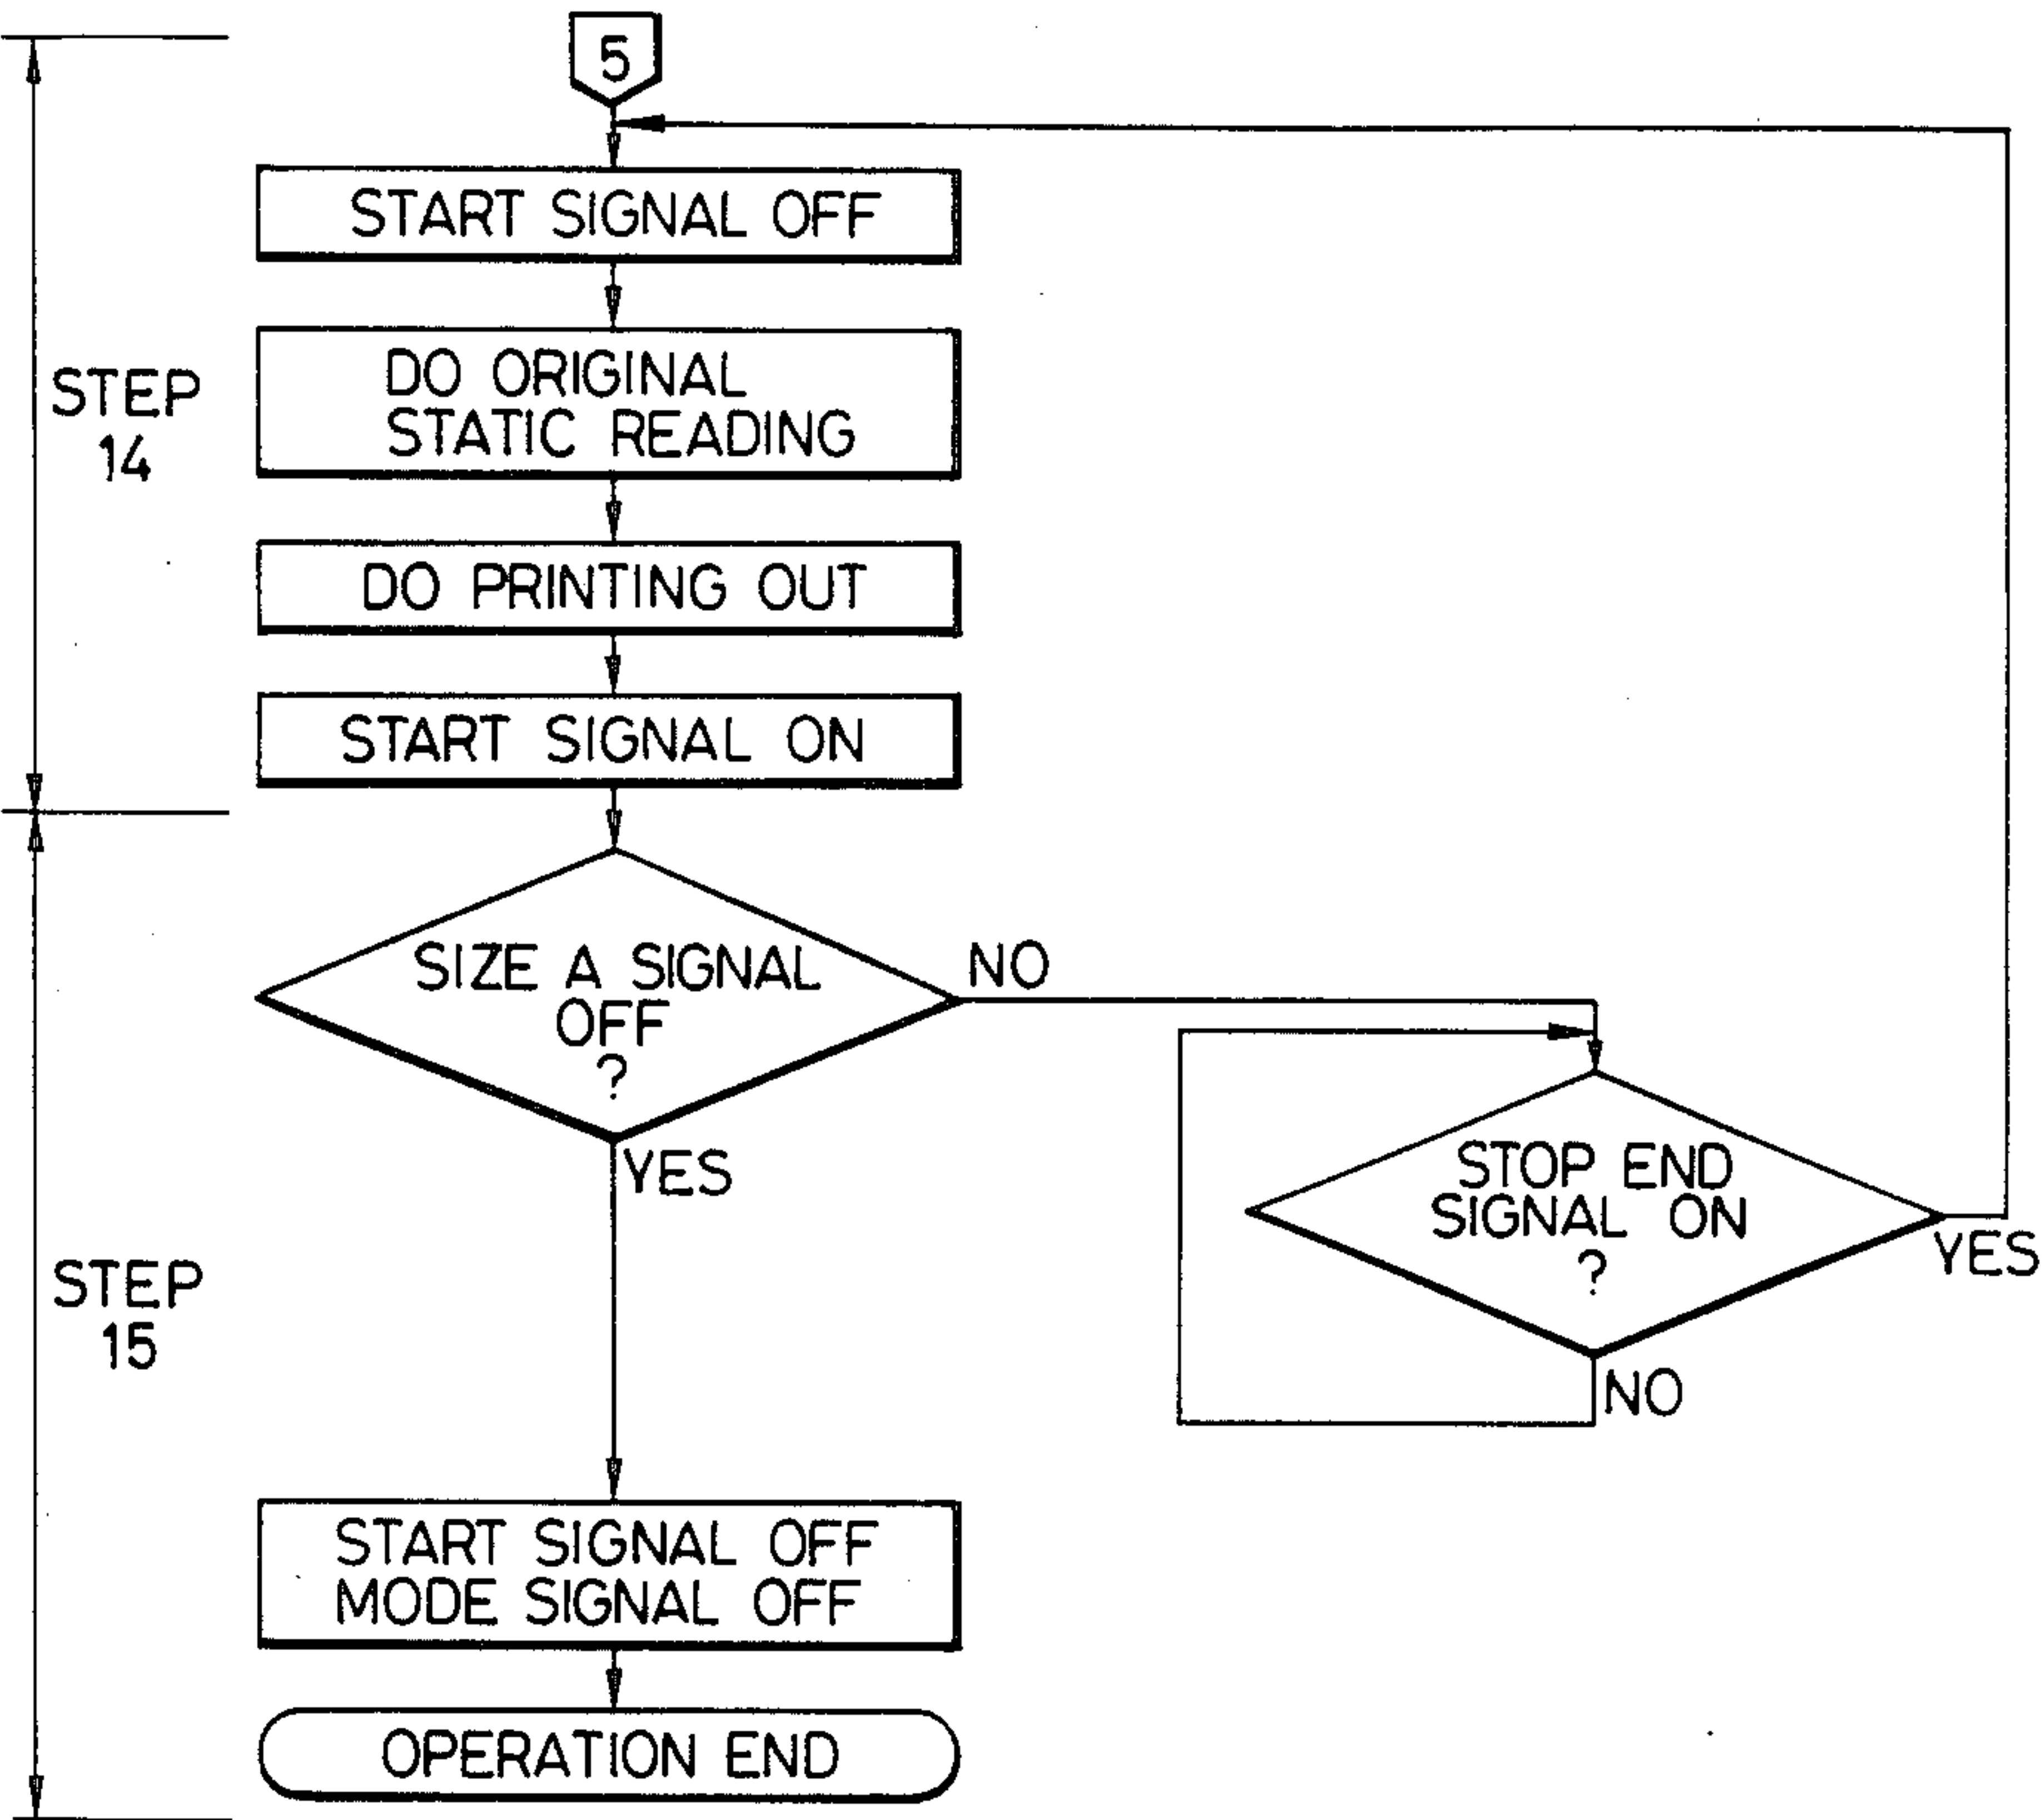 5
START SIGNAL OFF
STEP
14
DO ORIGINAL
STATIC READING
DO PRINTING OUT
START SIGNAL ON
SIZE A SIGNAL
OFF
?
NO
YES
STOP END
SIGNAL ON
?
YES
NO
STEP
15
START SIGNAL OFF
MODE SIGNAL OFF
OPERATION END